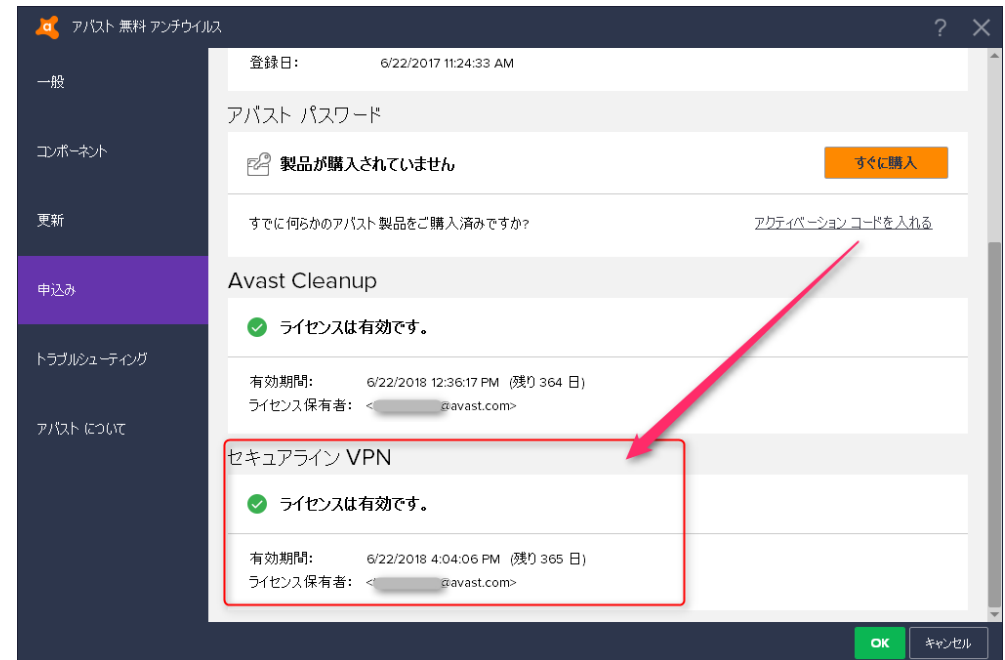 アバスト 無料 アンチウイルス
?
一般
コンポーネント
更新
申込み
トラブルシューティング
アバスト について
登録日: 6/22/2017 11:24:33 AM
アバスト パスワード
製品が購入されていません
すぐに購入
すでに何らかのアバスト製品をご購入済みですか?
アクティベーション コードを入れる
Avast Cleanup
ライセンスは有効です。
有効期間: 6/22/2018 12:36:17 PM (残り 364 日)
ライセンス保有者: < @avast.com>
セキュアライン VPN
ライセンスは有効です。
有効期間: 6/22/2018 4:04:06 PM (残り 365 日)
ライセンス保有者: < @avast.com>
OK
キャンセル